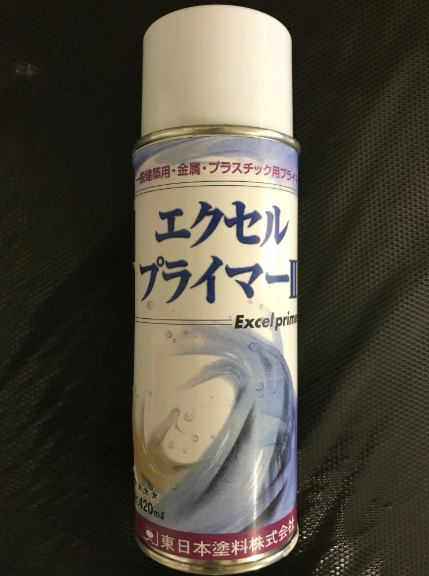 一般建築用・金属・プラスチック用プライマ
エクセル
プライマーII
Excel prime
★★★
420ml
東日本塗料株式会社